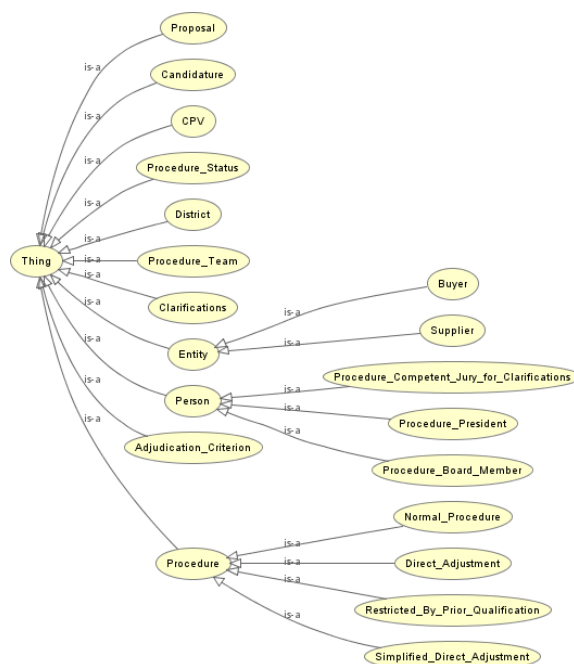 Proposal
is-a
Candidature
is-a
CPV
is-a
Procedure_Status
is-a
District
is-a
Thing
Procedure_Team
is-a
Clarifications
is-a
Entity
is-a
Buyer
is-a
Supplier
is-a
Person
is-a
Procedure_Competent_Jury_for_Clarifications
is-a
Procedure_President
is-a
Procedure_Board_Member
is-a
Adjudication_Criterion
is-a
Procedure
is-a
Normal_Procedure
is-a
Direct_Adjustment
is-a
Restricted_By_Prior_Qualification
is-a
Simplified_Direct_Adjustment
is-a